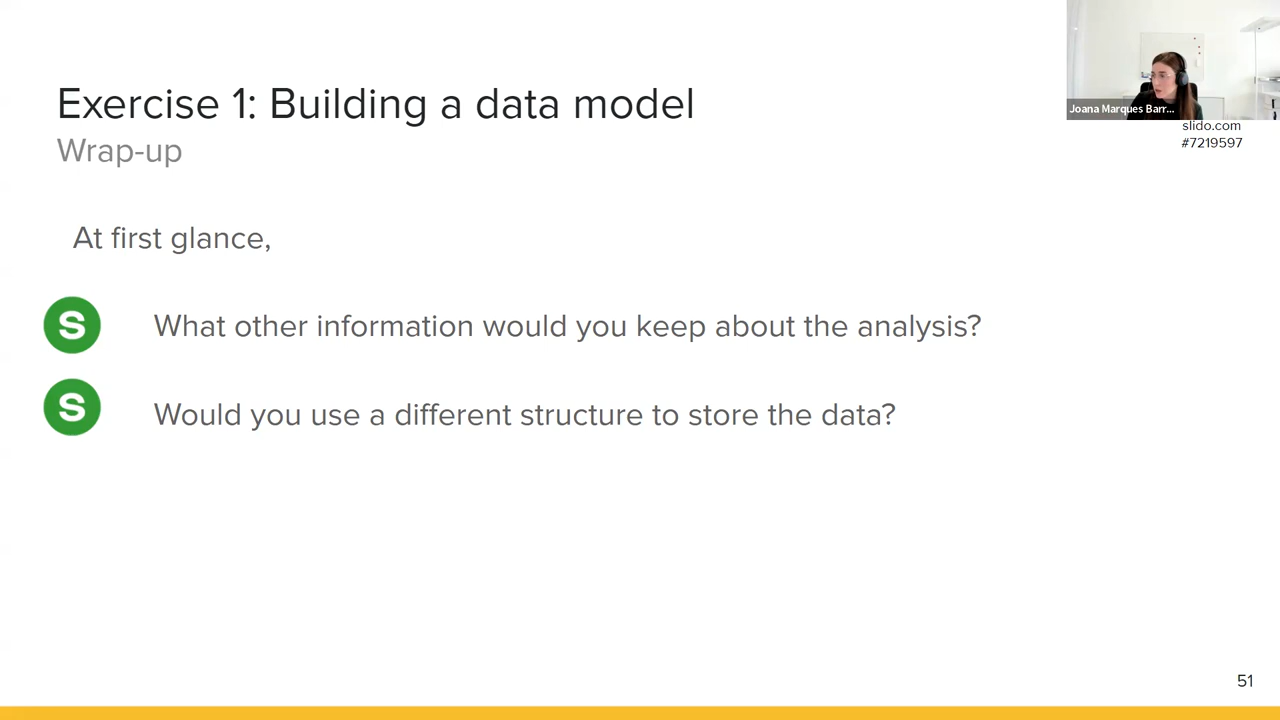 Exercise 1: Building a data model
Wrap-up
Joana Marques Barr...
slido.com
#7219597
At first glance,
S
What other information would you keep about the analysis?
S
Would you use a different structure to store the data?
51